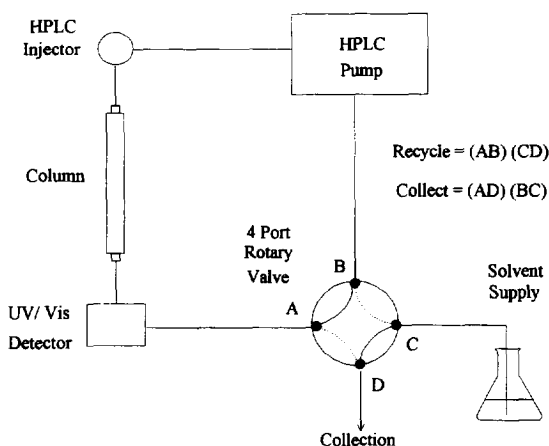 HPLC
Injector
HPLC
Pump
Column
Recycle = (AB) (CD)
Collect = (AD) (BC)
4 Port
Rotary
Valve
B
Solvent
Supply
UV/ Vis
Detector
A
C
D
Collection